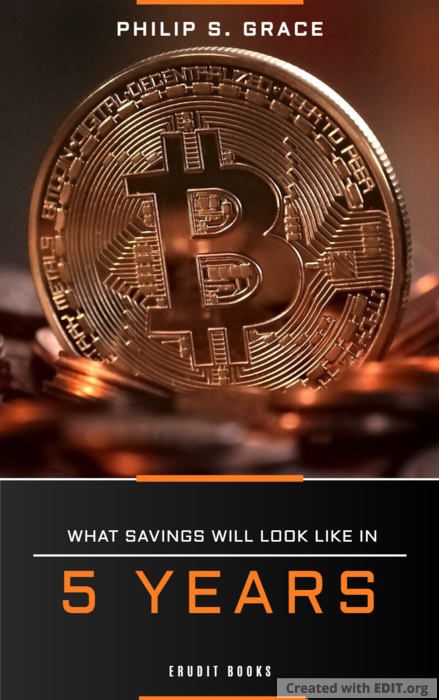 PHILIP S. GRACE
BITCOIN·DIGITAL·DECENTRALIZED·PEER TO PEER
WHAT SAVINGS WILL LOOK LIKE IN
5 YEARS
ERUDIT BOOKS
Created with EDIT.org